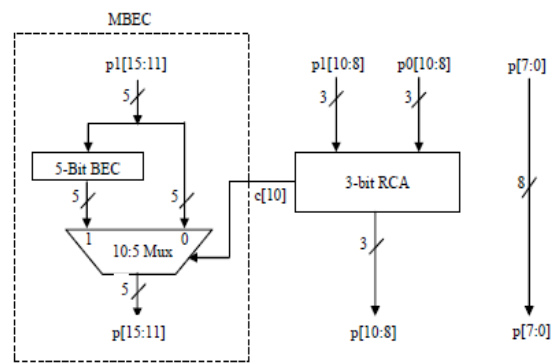 MBEC
p1[15:11]
p1[10:8]
p0[10:8]
p[7:0]
5
3
3
5-Bit BEC
3-bit RCA
5
5
c[10]
8
1
0
10:5 Mux
3
5
p[15:11]
p[10:8]
p[7:0]